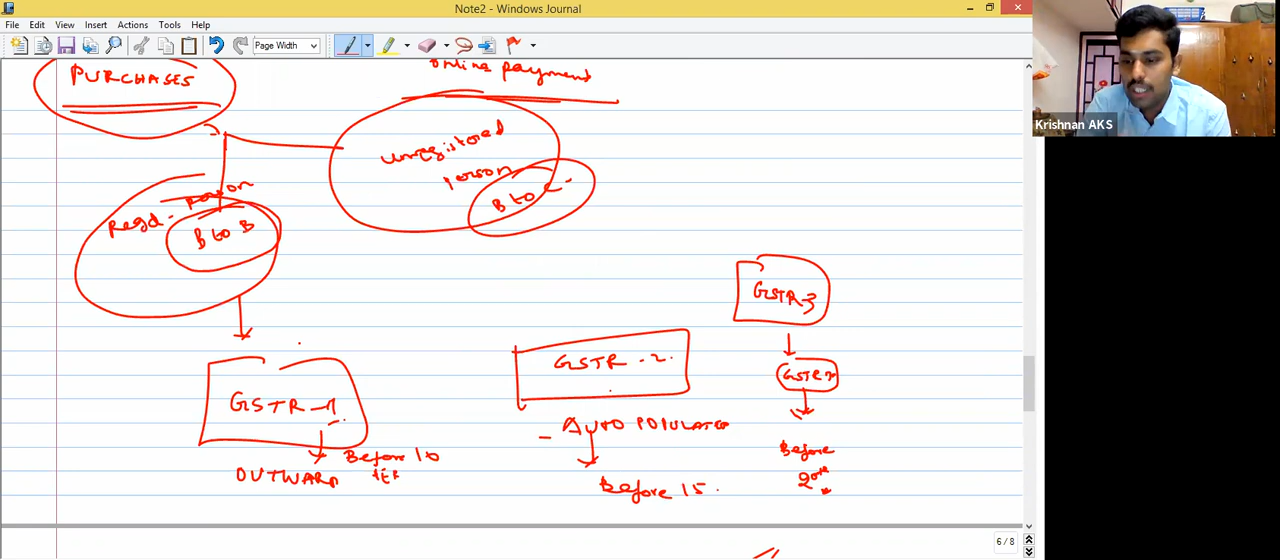 Note2 - Windows Journal
File Edit View Insert Actions Tools Help
Page Width
Krishnan AKS
PURCHASES
online payment
unregistered
person
B to C
Regd. person
B to B
GSTR-1
Before 10
OUTWARD
GSTR-2
AUTO POPULATED
Before 15
GSTR-3
Before
20th
6 / 8